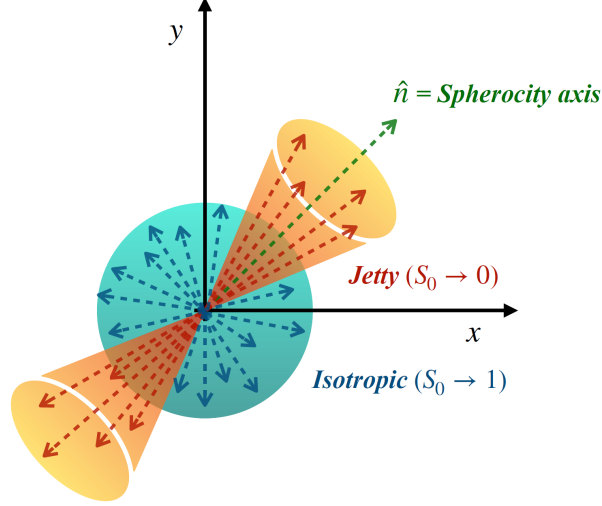 y
n̂ = Spherocity axis
Jetty (S₀ → 0)
x
Isotropic (S₀ → 1)